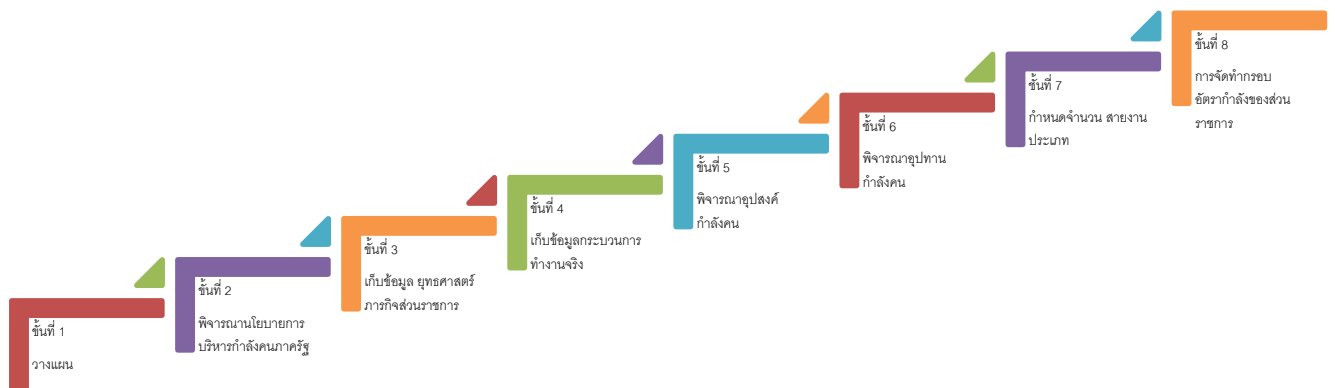 ขั้นที่ 1
วางแผน
ขั้นที่ 2
พิจารณานโยบายการ
บริหารกำลังคนภาครัฐ
ขั้นที่ 3
เก็บข้อมูล ยุทธศาสตร์
ภารกิจส่วนราชการ
ขั้นที่ 4
เก็บข้อมูลกระบวนการ
ทำงานจริง
ขั้นที่ 5
พิจารณาอุปสงค์
กำลังคน
ขั้นที่ 6
พิจารณาอุปทาน
กำลังคน
ขั้นที่ 7
กำหนดจำนวน สายงาน
ประเภท
ขั้นที่ 8
การจัดทำกรอบ
อัตรากำลังของส่วน
ราชการ